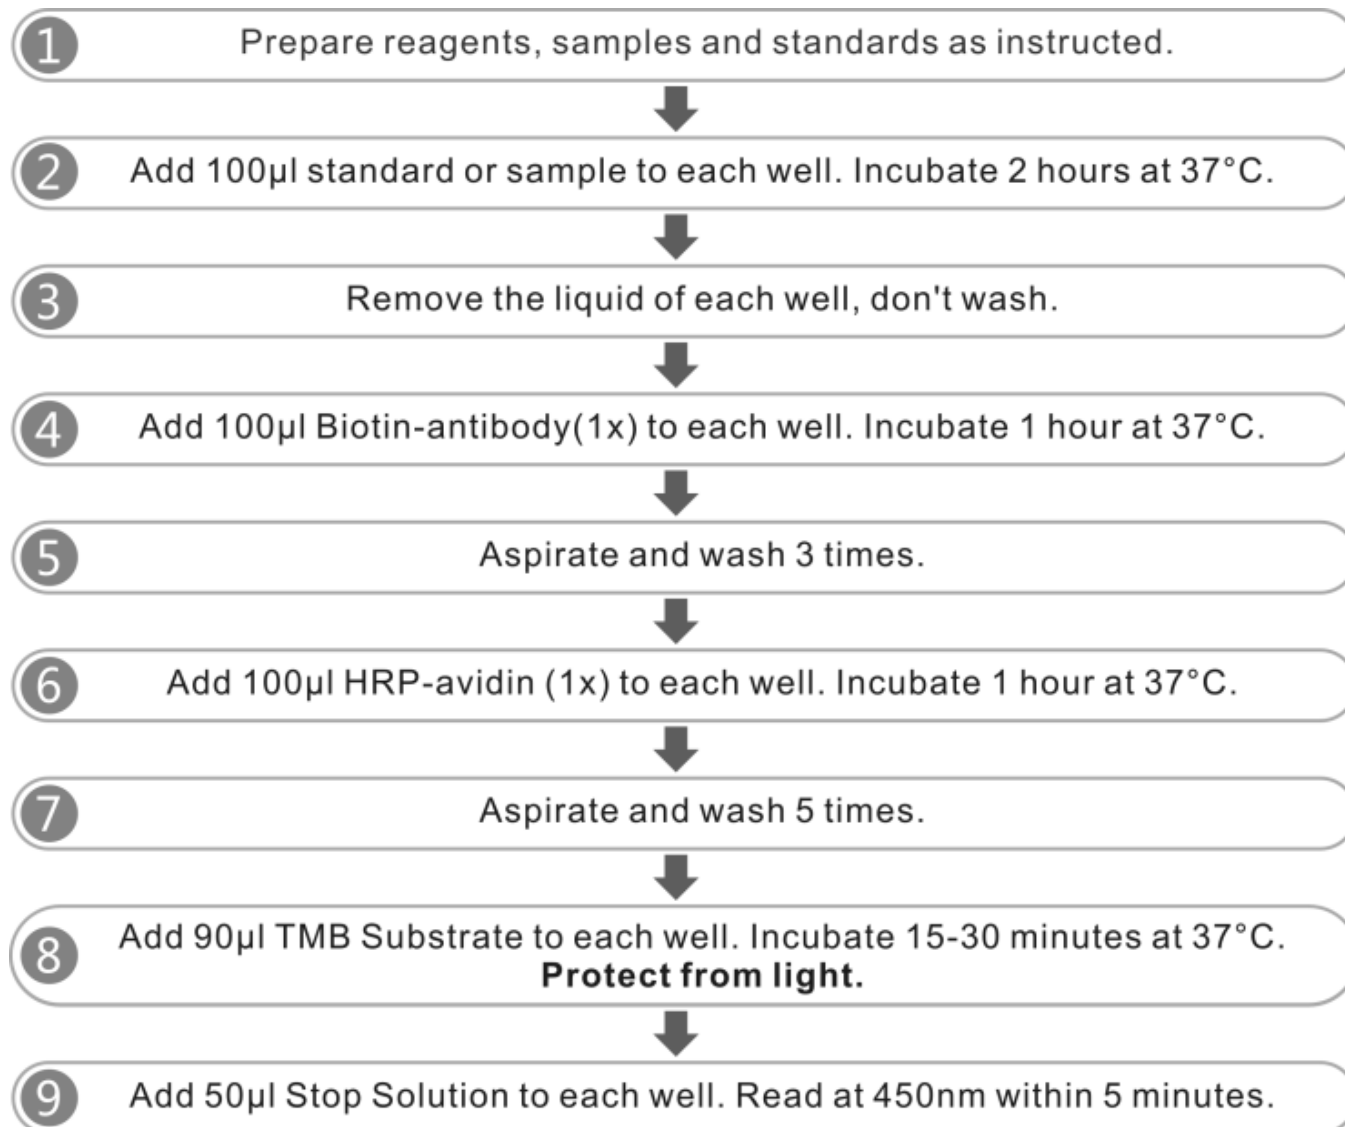 1 Prepare reagents, samples and standards as instructed.
2 Add 100µl standard or sample to each well. Incubate 2 hours at 37°C.
3 Remove the liquid of each well, don't wash.
4 Add 100µl Biotin-antibody(1x) to each well. Incubate 1 hour at 37°C.
5 Aspirate and wash 3 times.
6 Add 100µl HRP-avidin (1x) to each well. Incubate 1 hour at 37°C.
7 Aspirate and wash 5 times.
8 Add 90µl TMB Substrate to each well. Incubate 15-30 minutes at 37°C.
Protect from light.
9 Add 50µl Stop Solution to each well. Read at 450nm within 5 minutes.